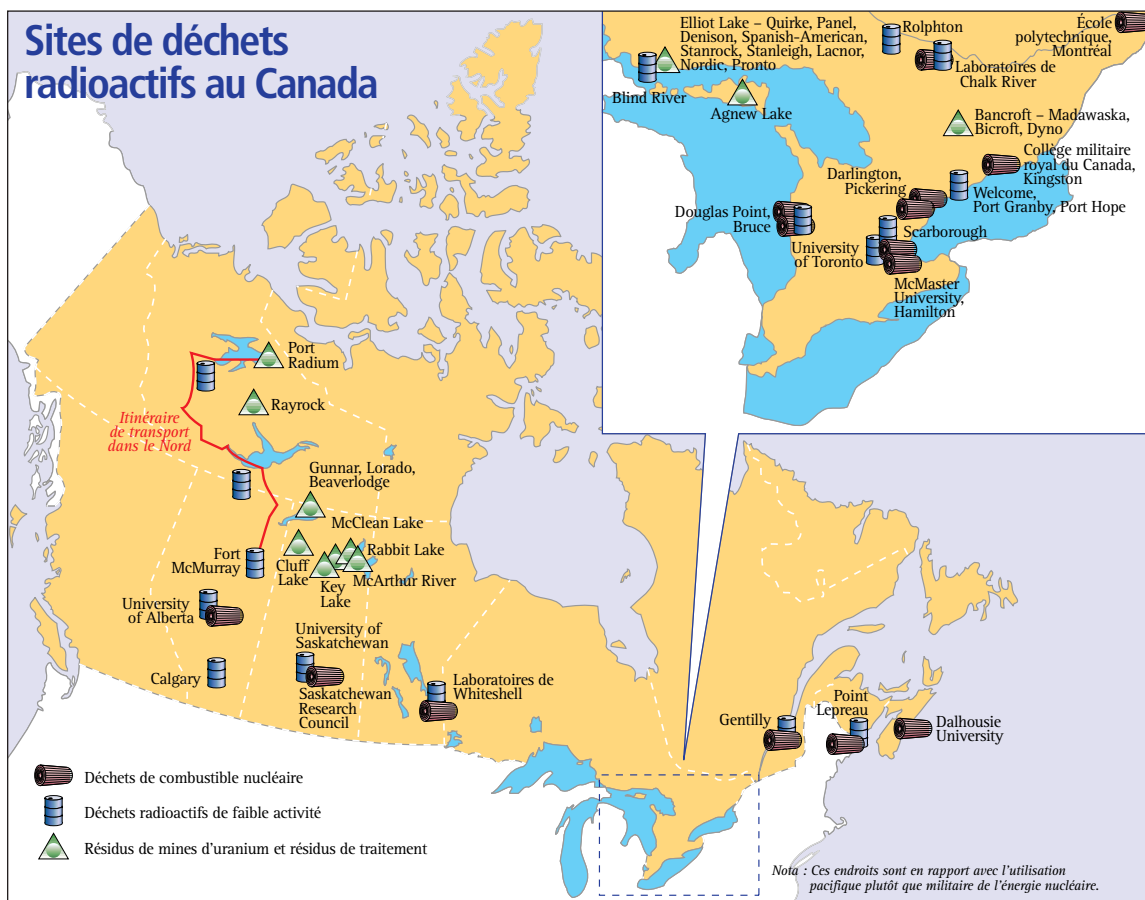 Sites de déchets
radioactifs au Canada
Elliot Lake – Quirke, Panel,
Denison, Spanish-American,
Stanrock, Stanleigh, Lacnor,
Nordic, Pronto
Rolphton
École
polytechnique,
Montréal
Laboratoires de
Chalk River
Blind River
Agnew Lake
Bancroft – Madawaska,
Bicroft, Dyno
Collège militaire
royal du Canada,
Kingston
Darlington,
Pickering
Welcome,
Port Granby, Port Hope
Douglas Point,
Bruce
Scarborough
University
of Toronto
McMaster
University,
Hamilton
Port
Radium
Rayrock
Itinéraire
de transport
dans le Nord
Gunnar, Lorado,
Beaverlodge
McClean Lake
Fort
McMurray
Cluff
Lake
Key
Lake
Rabbit Lake
McArthur River
University
of Alberta
University of
Saskatchewan
Calgary
Saskatchewan
Research
Council
Laboratoires de
Whiteshell
Gentilly
Point
Lepreau
Dalhousie
University
Déchets de combustible nucléaire
Déchets radioactifs de faible activité
Résidus de mines d'uranium et résidus de traitement
Nota : Ces endroits sont en rapport avec l'utilisation
pacifique plutôt que militaire de l'énergie nucléaire.